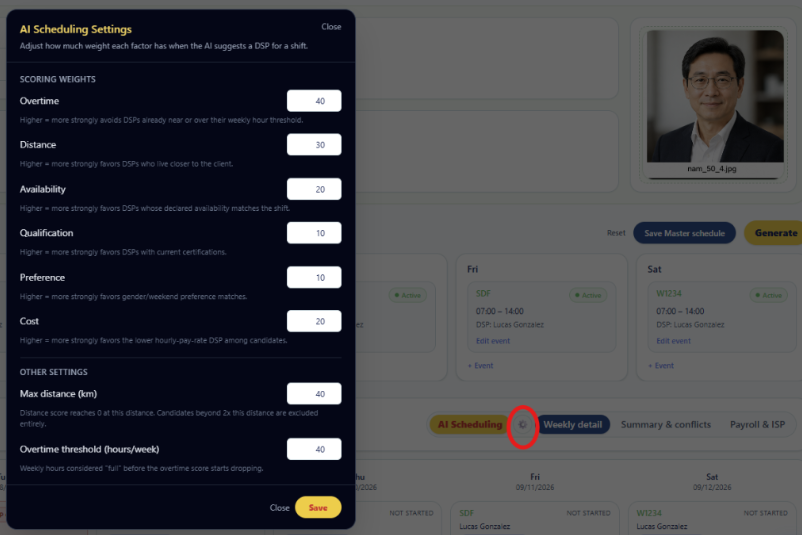 AI Scheduling Settings
Close
Adjust how much weight each factor has when the AI suggests a DSP for a shift.
SCORING WEIGHTS
Overtime
40
Higher = more strongly avoids DSPs already near or over their weekly hour threshold.
Distance
30
Higher = more strongly favors DSPs who live closer to the client.
Availability
20
Higher = more strongly favors DSPs whose declared availability matches the shift.
Qualification
10
Higher = more strongly favors DSPs with current certifications.
Preference
10
Higher = more strongly favors gender/weekend preference matches.
Cost
20
Higher = more strongly favors the lower hourly-pay-rate DSP among candidates.
OTHER SETTINGS
Max distance (km)
40
Distance score reaches 0 at this distance. Candidates beyond 2x this distance are excluded
entirely.
Overtime threshold (hours/week)
40
Weekly hours considered "full" before the overtime score starts dropping.
Close
Save
nam_50_4.jpg
Reset
Save Master schedule
Generate
Active
Fri
SDF
Active
07:00 – 14:00
DSP: Lucas Gonzalez
Edit event
+ Event
Sat
W1234
Active
07:00 – 14:00
DSP: Lucas Gonzalez
Edit event
+ Event
AI Scheduling
Weekly detail
Summary & conflicts
Payroll & ISP
Fri
09/11/2026
Sat
09/12/2026
NOT STARTED
SDF
NOT STARTED
Lucas Gonzalez
W1234
NOT STARTED
Lucas Gonzalez